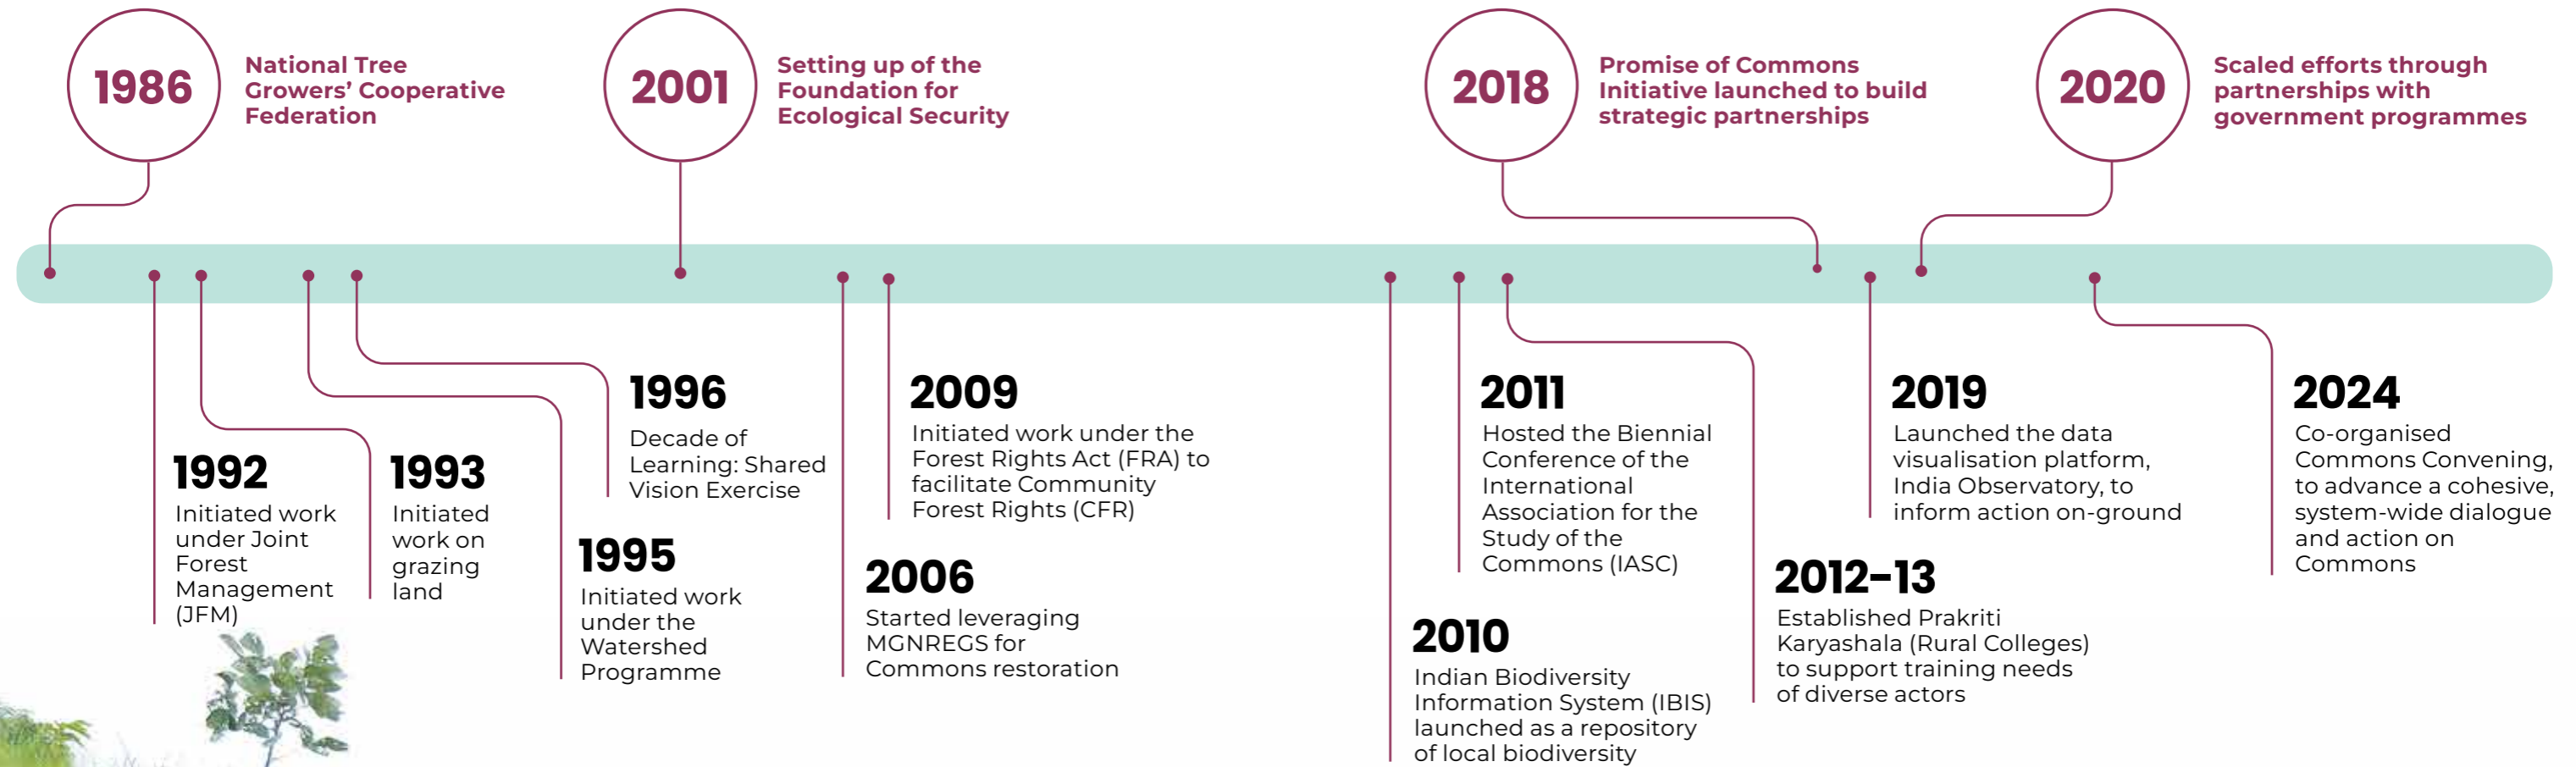 1986
National Tree
Growers’ Cooperative
Federation
2001
Setting up of the
Foundation for
Ecological Security
2018
Promise of Commons
Initiative launched to build
strategic partnerships
2020
Scaled efforts through
partnerships with
government programmes
1992
Initiated work
under Joint
Forest
Management
(JFM)
1993
Initiated
work on
grazing
land
1995
Initiated work
under the
Watershed
Programme
1996
Decade of
Learning: Shared
Vision Exercise
2006
Started leveraging
MGNREGS for
Commons restoration
2009
Initiated work under the
Forest Rights Act (FRA) to
facilitate Community
Forest Rights (CFR)
2010
Indian Biodiversity
Information System (IBIS)
launched as a repository
of local biodiversity
2011
Hosted the Biennial
Conference of the
International
Association for the
Study of the
Commons (IASC)
2012-13
Established Prakriti
Karyashala (Rural Colleges)
to support training needs
of diverse actors
2019
Launched the data
visualisation platform,
India Observatory, to
inform action on-ground
2024
Co-organised
Commons Convening,
to advance a cohesive,
system-wide dialogue
and action on
Commons